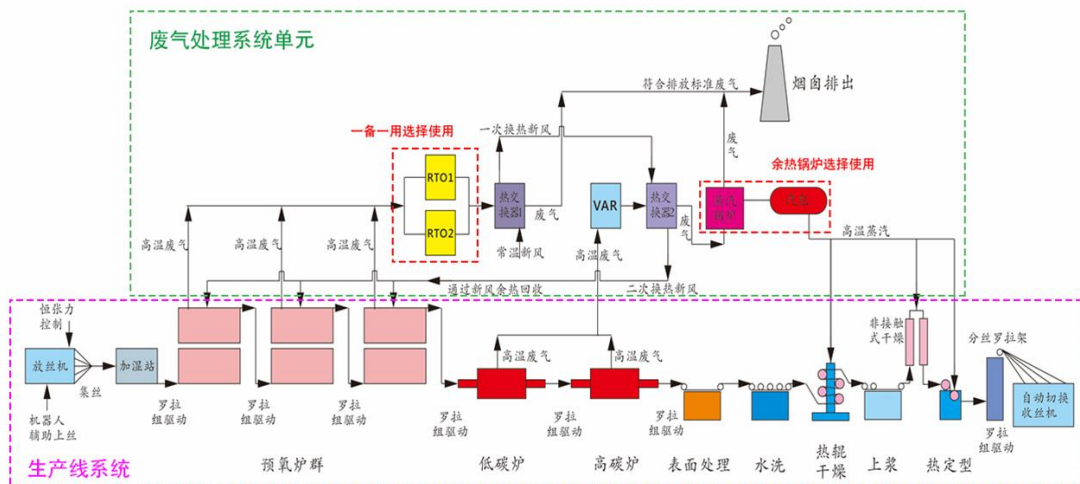 废气处理系统单元
烟囱排出
符合排放标准废气
一备一用选择使用
一次换热新风
废气
余热锅炉选择使用
RTO1
RTO2
热交换器1
废气
VAR
热交换器2
废气
蒸汽锅炉
汽包
高温废气
高温废气
高温废气
常温新风
高温废气
高温蒸汽
通过新风余热回收
二次换热新风
恒张力
控制
放丝机
集丝
加湿站
机器人
辅助上丝
罗拉
组驱动
罗拉
组驱动
罗拉
组驱动
高温废气
高温废气
罗拉
组驱动
罗拉
组驱动
罗拉
组驱动
非接触
式干燥
分丝罗拉架
自动切换
收丝机
罗拉
组驱动
生产线系统
预氧炉群
低碳炉
高碳炉
表面处理
水洗
热辊
干燥
上浆
热定型